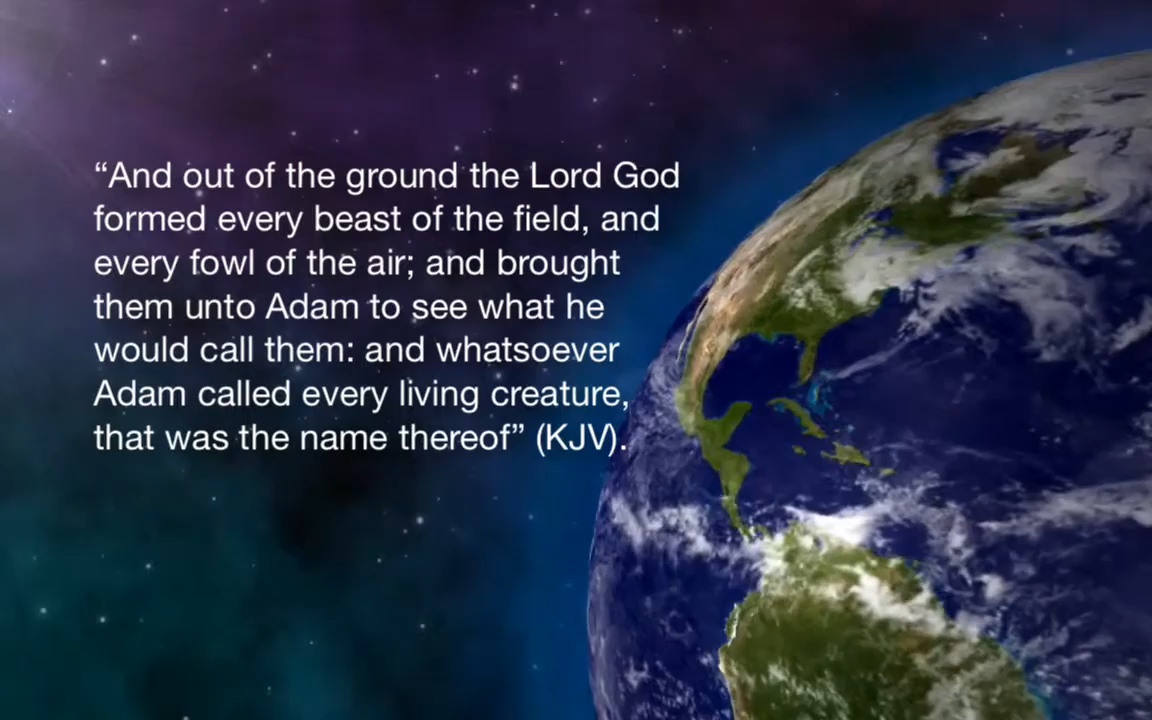 “And out of the ground the Lord God
formed every beast of the field, and
every fowl of the air; and brought
them unto Adam to see what he
would call them: and whatsoever
Adam called every living creature,
that was the name thereof” (KJV).